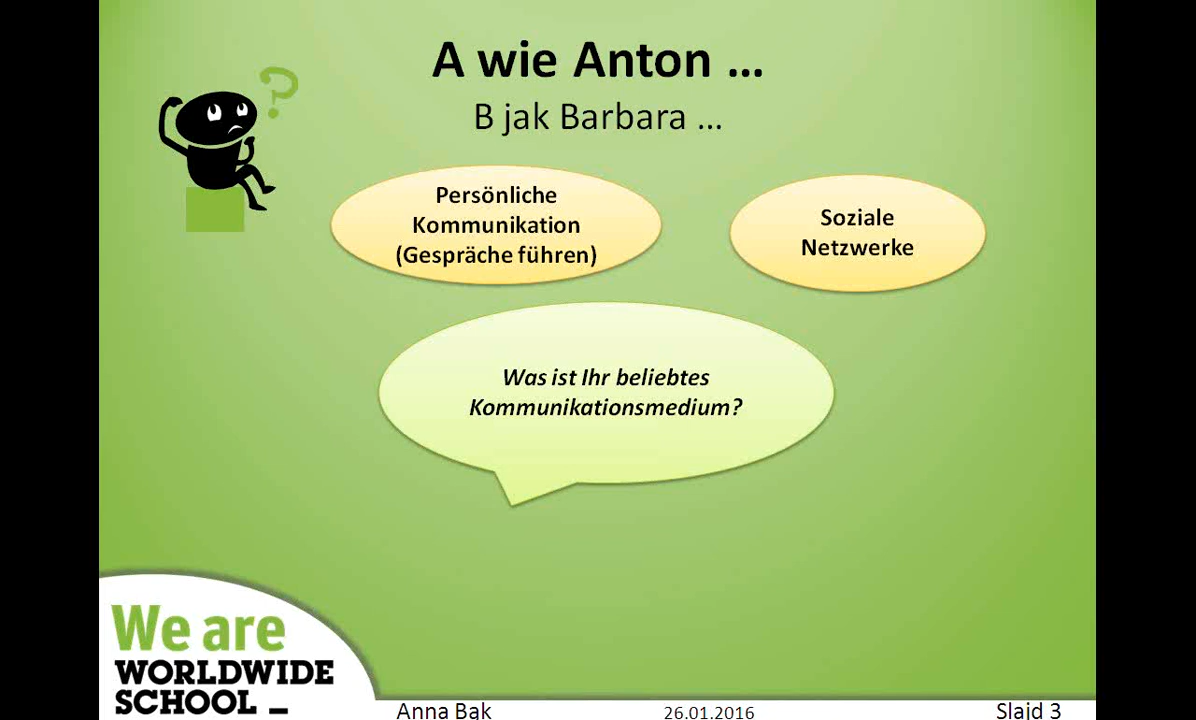 A wie Anton ...
B jak Barbara ...
?
Persönliche
Kommunikation
(Gespräche führen)
Soziale
Netzwerke
Was ist Ihr beliebtes
Kommunikationsmedium?
We are
WORLDWIDE
SCHOOL _
Anna Bąk
26.01.2016
Slajd 3